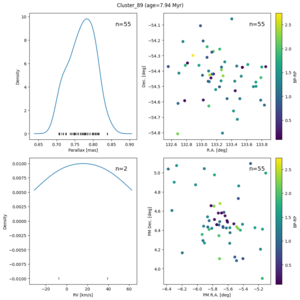 Cluster_89 (age=7.94 Myr)
n=55
Density
Parallax [mas]
n=55
Dec. [deg]
R.A. [deg]
BP-RP
n=2
Density
RV [km/s]
n=55
PM Dec. [deg]
PM R.A. [deg]
BP-RP